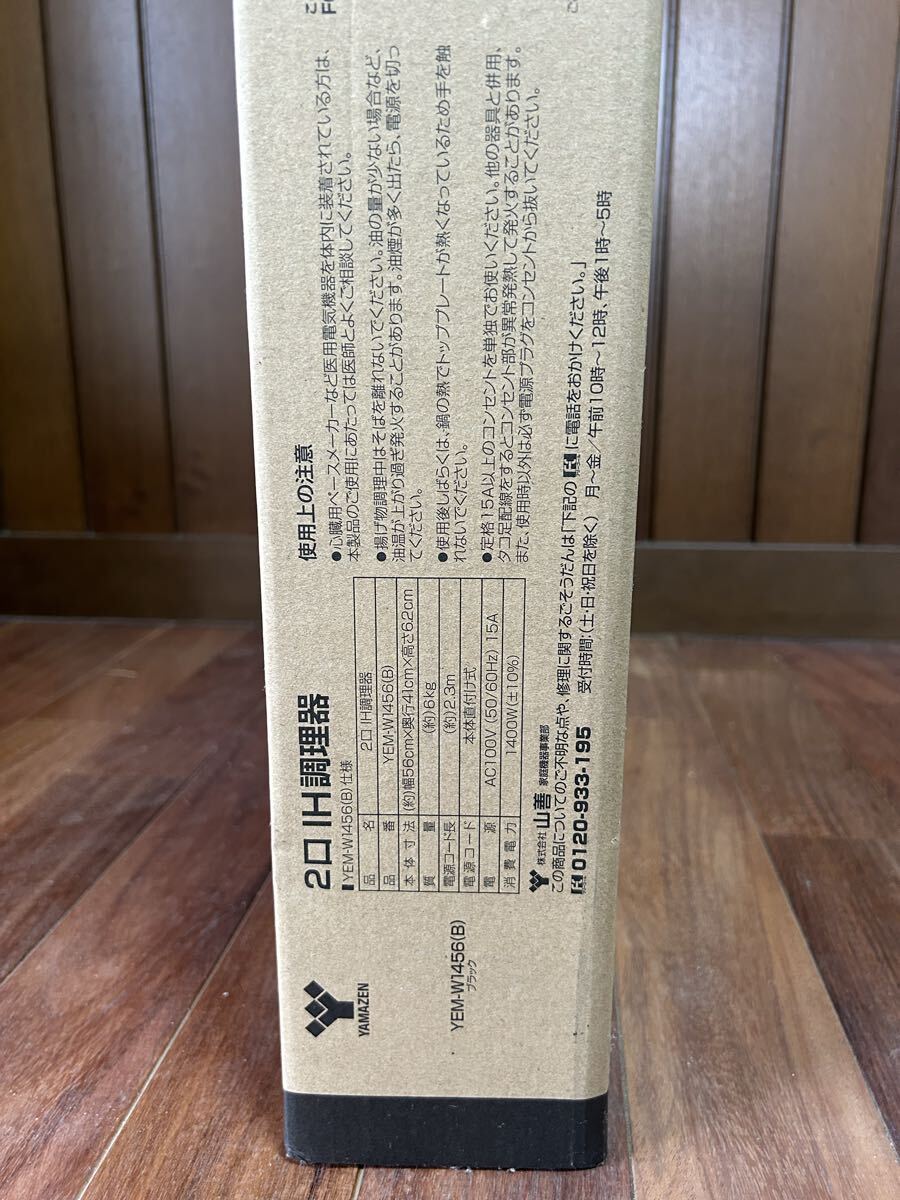 YAMAZEN
YEM-W1456(B)
ブラック
2口 IH調理器
YEM-W1456(B)仕様
品名 2口 IH調理器
品番 YEM-W1456(B)
本体寸法 (約)幅56cm×奥行41cm×高さ6.2cm
質量 (約)6kg
電源コード長 (約)2.3m
電源コード 本体直付け式
電源 AC100V(50/60Hz)15A
消費電力 1400W(±10%)
使用上の注意
●心臓用ペースメーカーなど医用電気機器を体内に装着されている方は、
本製品のご使用にあたっては医師とよくご相談してください。
●揚げ物調理中はそばを離れないでください。油の量が少ない場合など、
油温が上がり過ぎ発火することがあります。油煙が多く出たら、電源を切っ
てください。
●使用後しばらくは、鍋の熱でトッププレートが熱くなっているため手を触
れないでください。
●定格15A以上のコンセントを単独でお使いください。他の器具と併用、
タコ足配線をするとコンセント部が異常発熱して発火することがあります。
また、使用時以外は必ず電源プラグをコンセントから抜いてください。
株式会社 山善 家庭機器事業部
この商品についてのご不明な点や、修理に関するごそうだんは「下記の に電話をおかけください。」
0120-933-195 受付時間:(土・日・祝日を除く) 月〜金/午前10時〜12時、午後1時〜5時